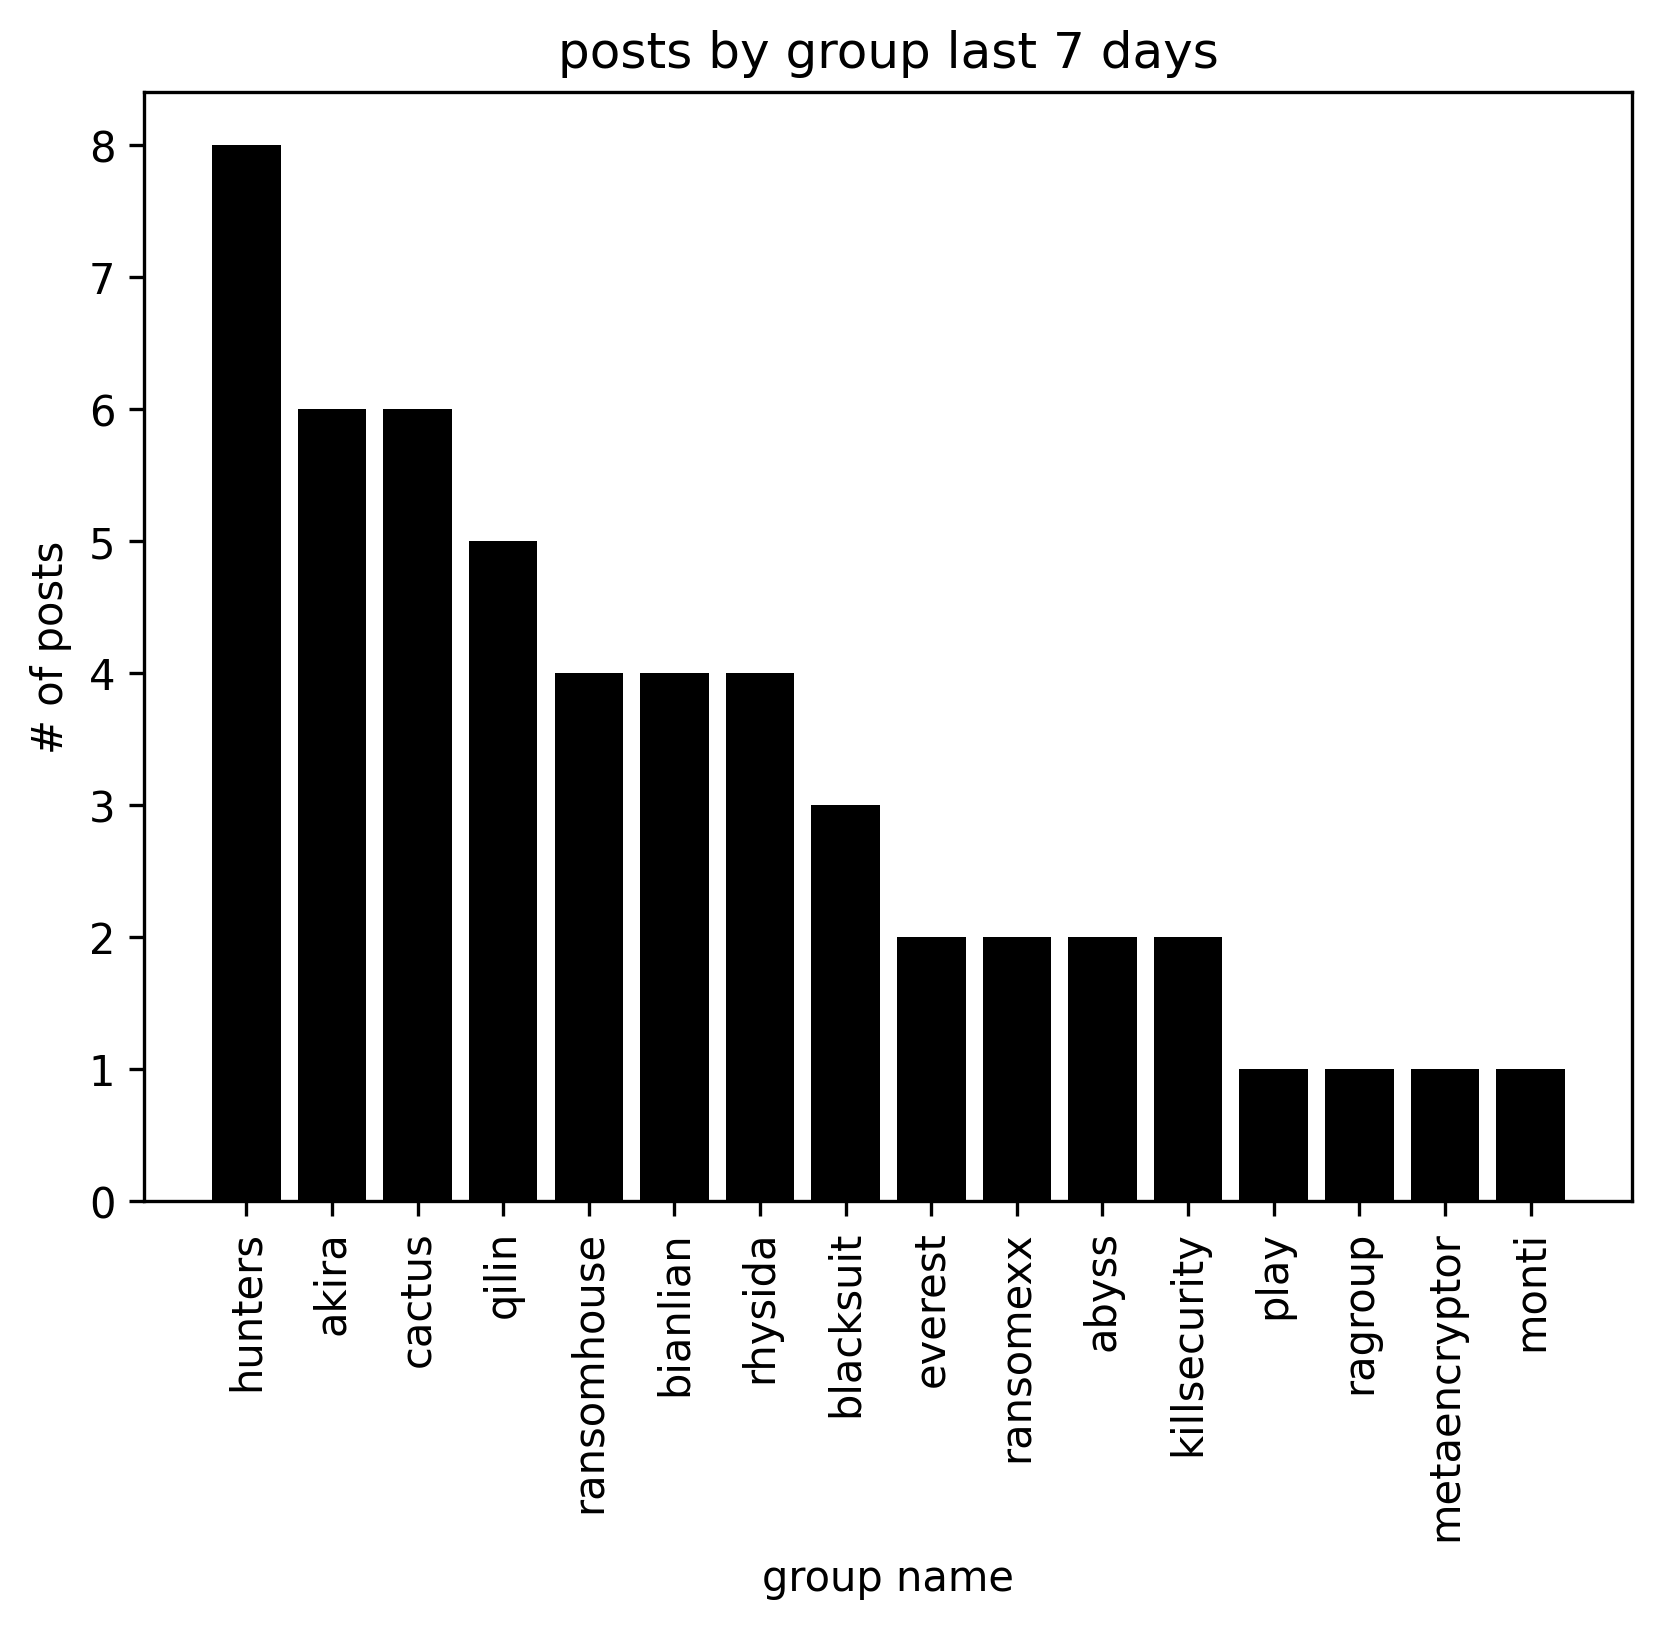 posts by group last 7 days
8
7
6
5
4
3
2
1
0
# of posts
hunters
akira
cactus
qilin
ransomhouse
bianlian
rhysida
blacksuit
everest
ransomexx
abyss
killsecurity
play
ragroup
metaencryptor
monti
group name